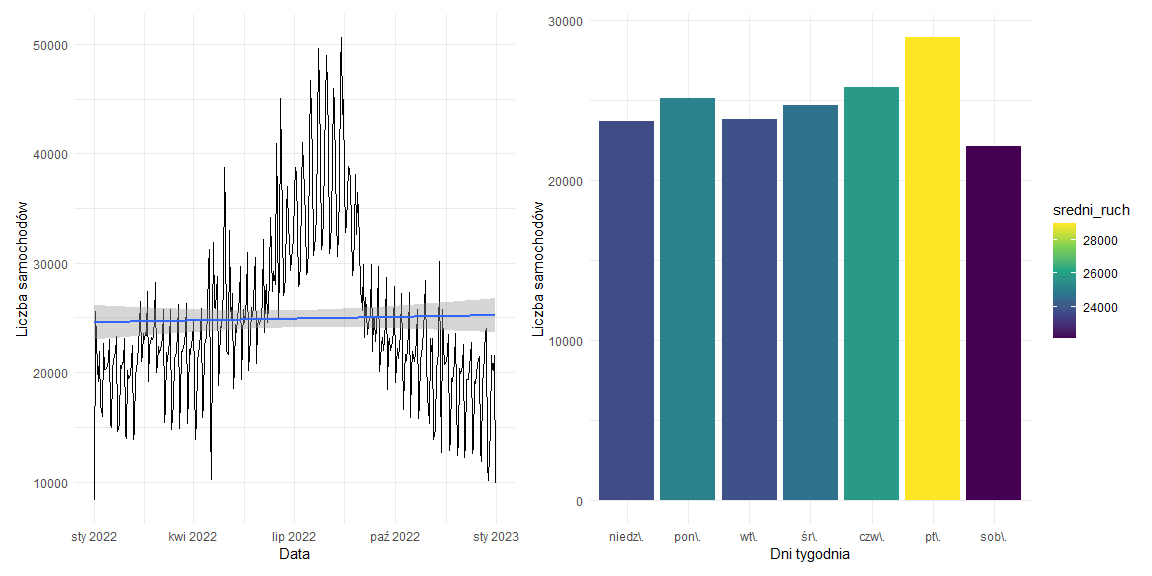 Liczba samochodów
50000
40000
30000
20000
10000
sty 2022
kwi 2022
lip 2022
paź 2022
sty 2023
Data
Liczba samochodów
30000
20000
10000
0
niedz\.
pon\.
wt\.
śr\.
czw\.
pt\.
sob\.
Dni tygodnia
sredni_ruch
28000
26000
24000